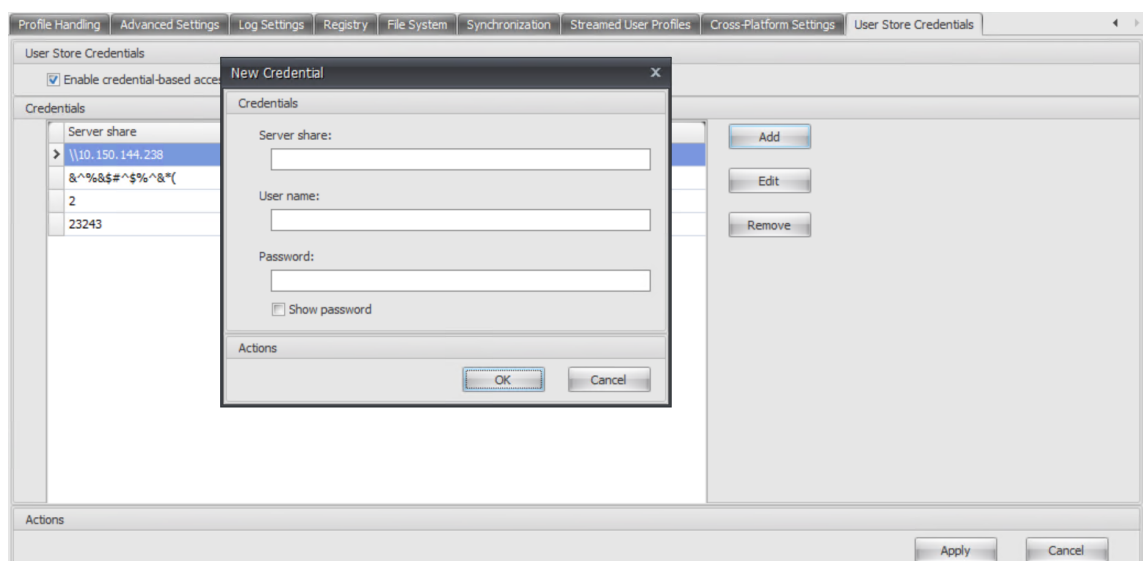 Profile Handling Advanced Settings Log Settings Registry File System Synchronization Streamed User Profiles Cross-Platform Settings User Store Credentials
User Store Credentials
Enable credential-based acce
Credentials
Server share
\\10.150.144.238
&^%&$#^$%^&*(
2
23243
Add
Edit
Remove
New Credential
Credentials
Server share:
User name:
Password:
Show password
Actions
OK Cancel
Actions
Apply Cancel